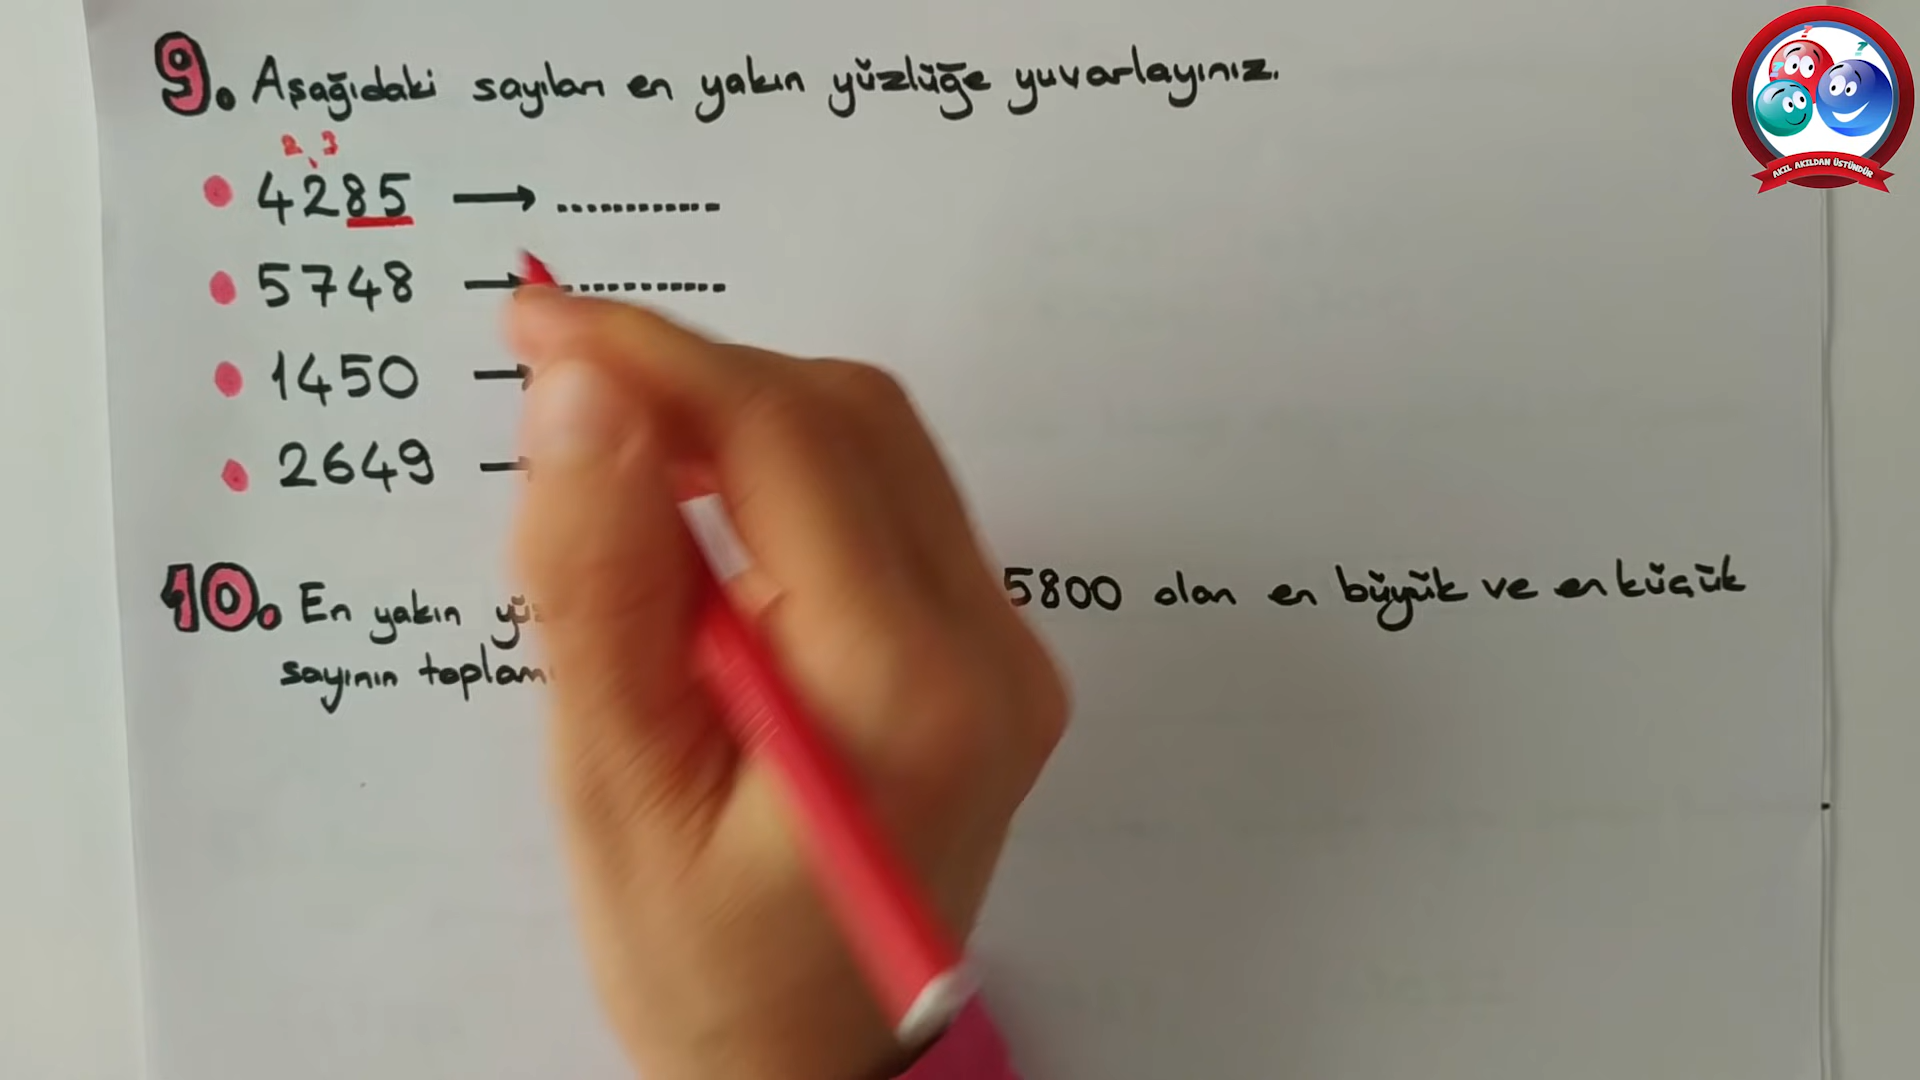 9. Aşağıdaki sayıları en yakın yüzlüğe yuvarlayınız.
2 3
4285 → ...........
5748 → ...........
1450 →
2649 →
10. En yakın 5800 olan en büyük ve en küçük
sayının
AKIL AKILDAN ÜSTÜNDÜR